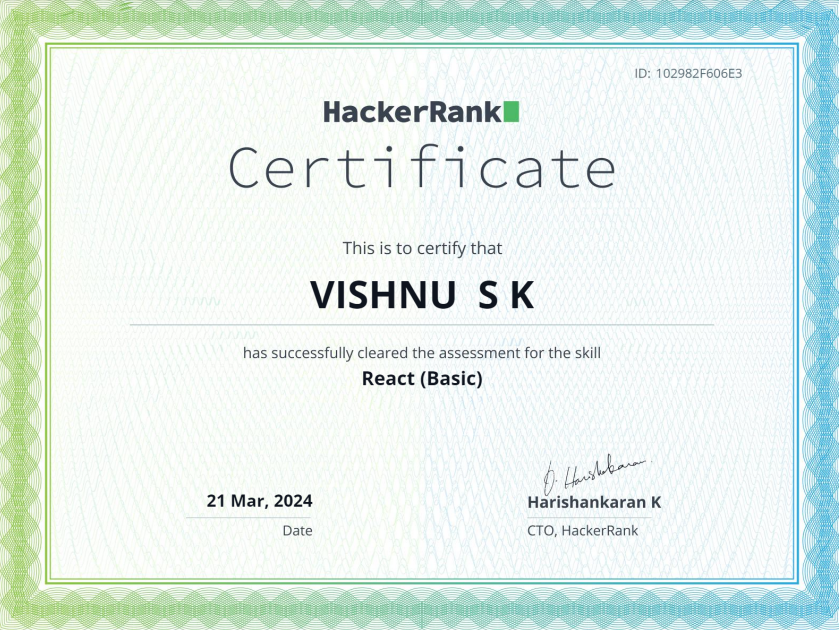 ID: 102982F606E3
HackerRank
Certificate
This is to certify that
VISHNU S K
has successfully cleared the assessment for the skill
React (Basic)
21 Mar, 2024
Date
Harishankaran
Harishankaran K
CTO, HackerRank